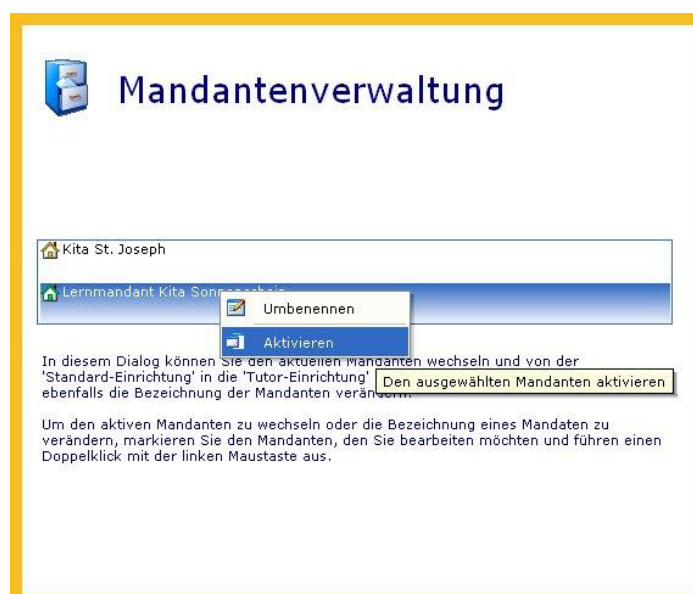 Mandantenverwaltung
Kita St. Joseph
Lernmandant Kita
Umbenennen
Aktivieren
In diesem Dialog können Sie den aktuellen Mandanten wechseln und von der
'Standard-Einrichtung' in die 'Tutor-Einrichtung'
Den ausgewählten Mandanten aktivieren
ebenfalls die Bezeichnung der Mandanten
Um den aktiven Mandanten zu wechseln oder die Bezeichnung eines Mandaten zu
verändern, markieren Sie den Mandanten, den Sie bearbeiten möchten und führen einen
Doppelklick mit der linken Maustaste aus.